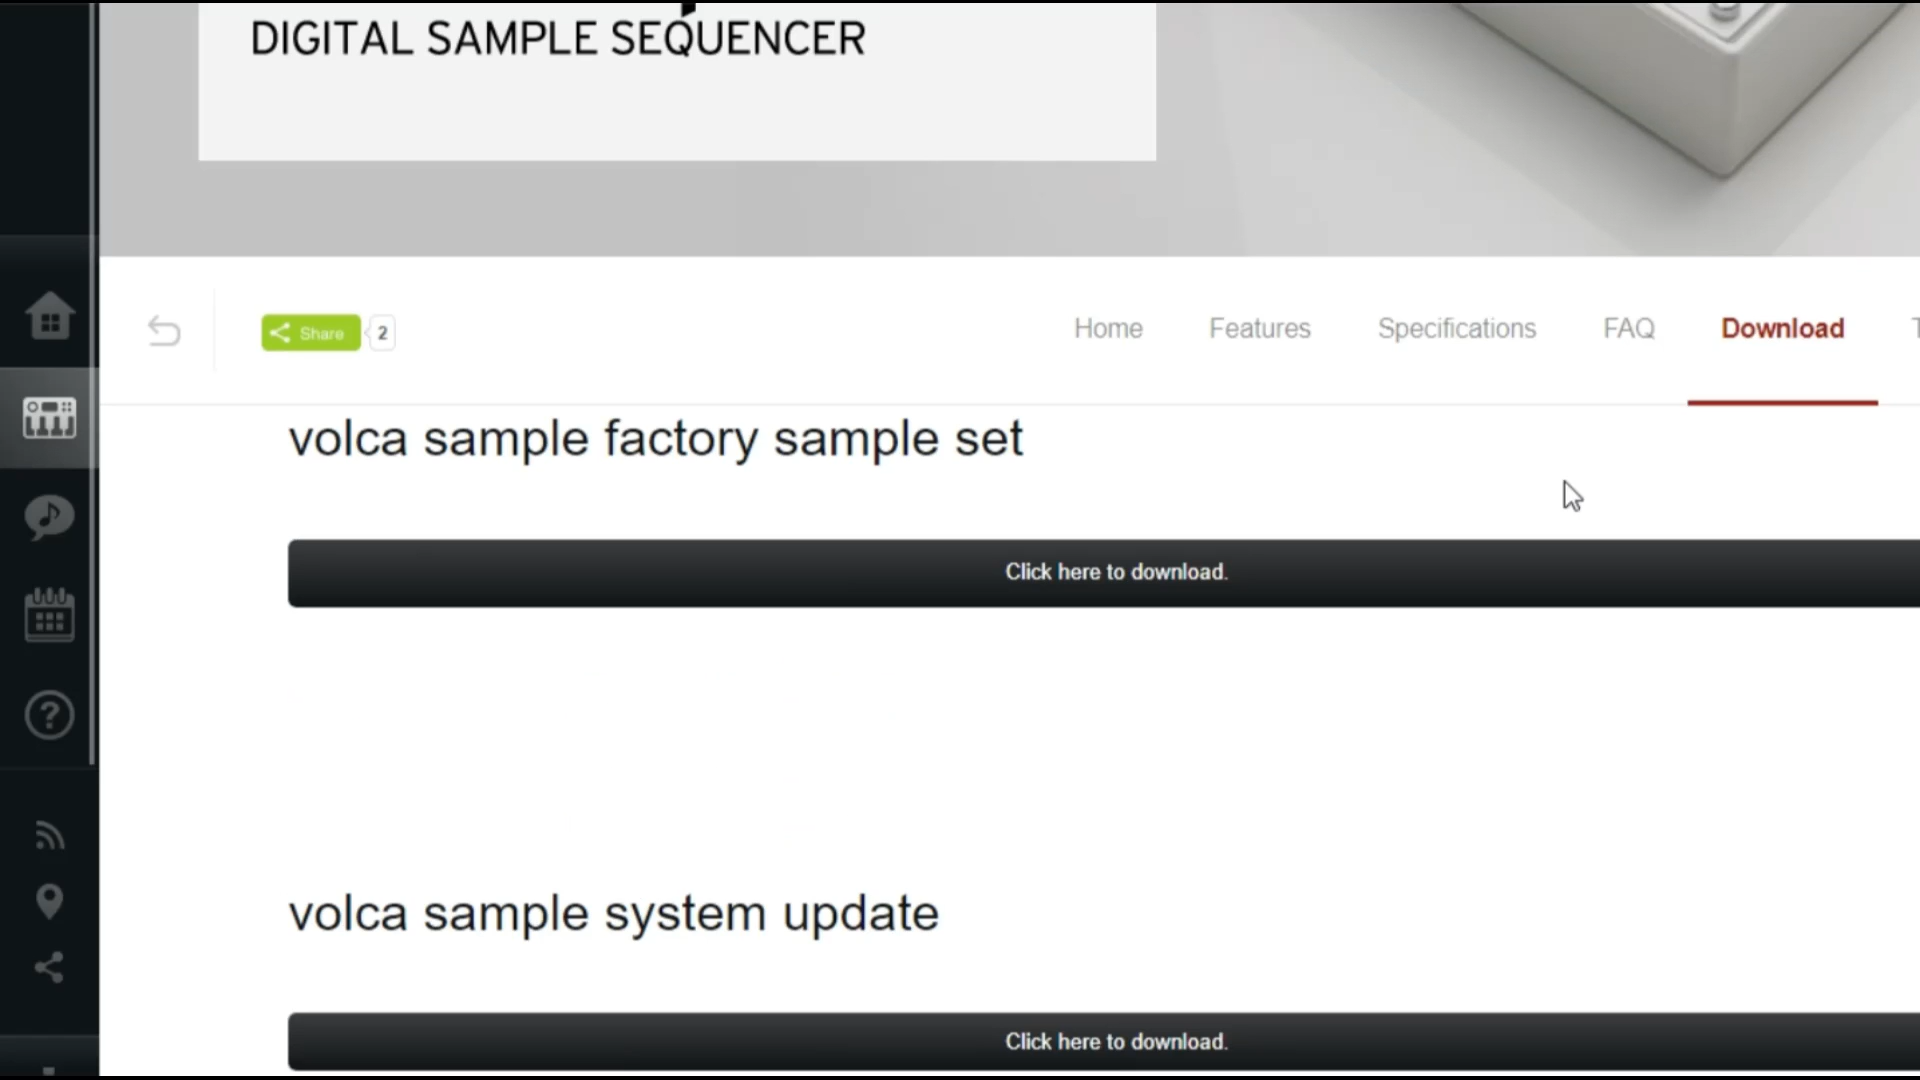 DIGITAL SAMPLE SEQUENCER
Share 2 Home Features Specifications FAQ Download
volca sample factory sample set
Click here to download.
volca sample system update
Click here to download.